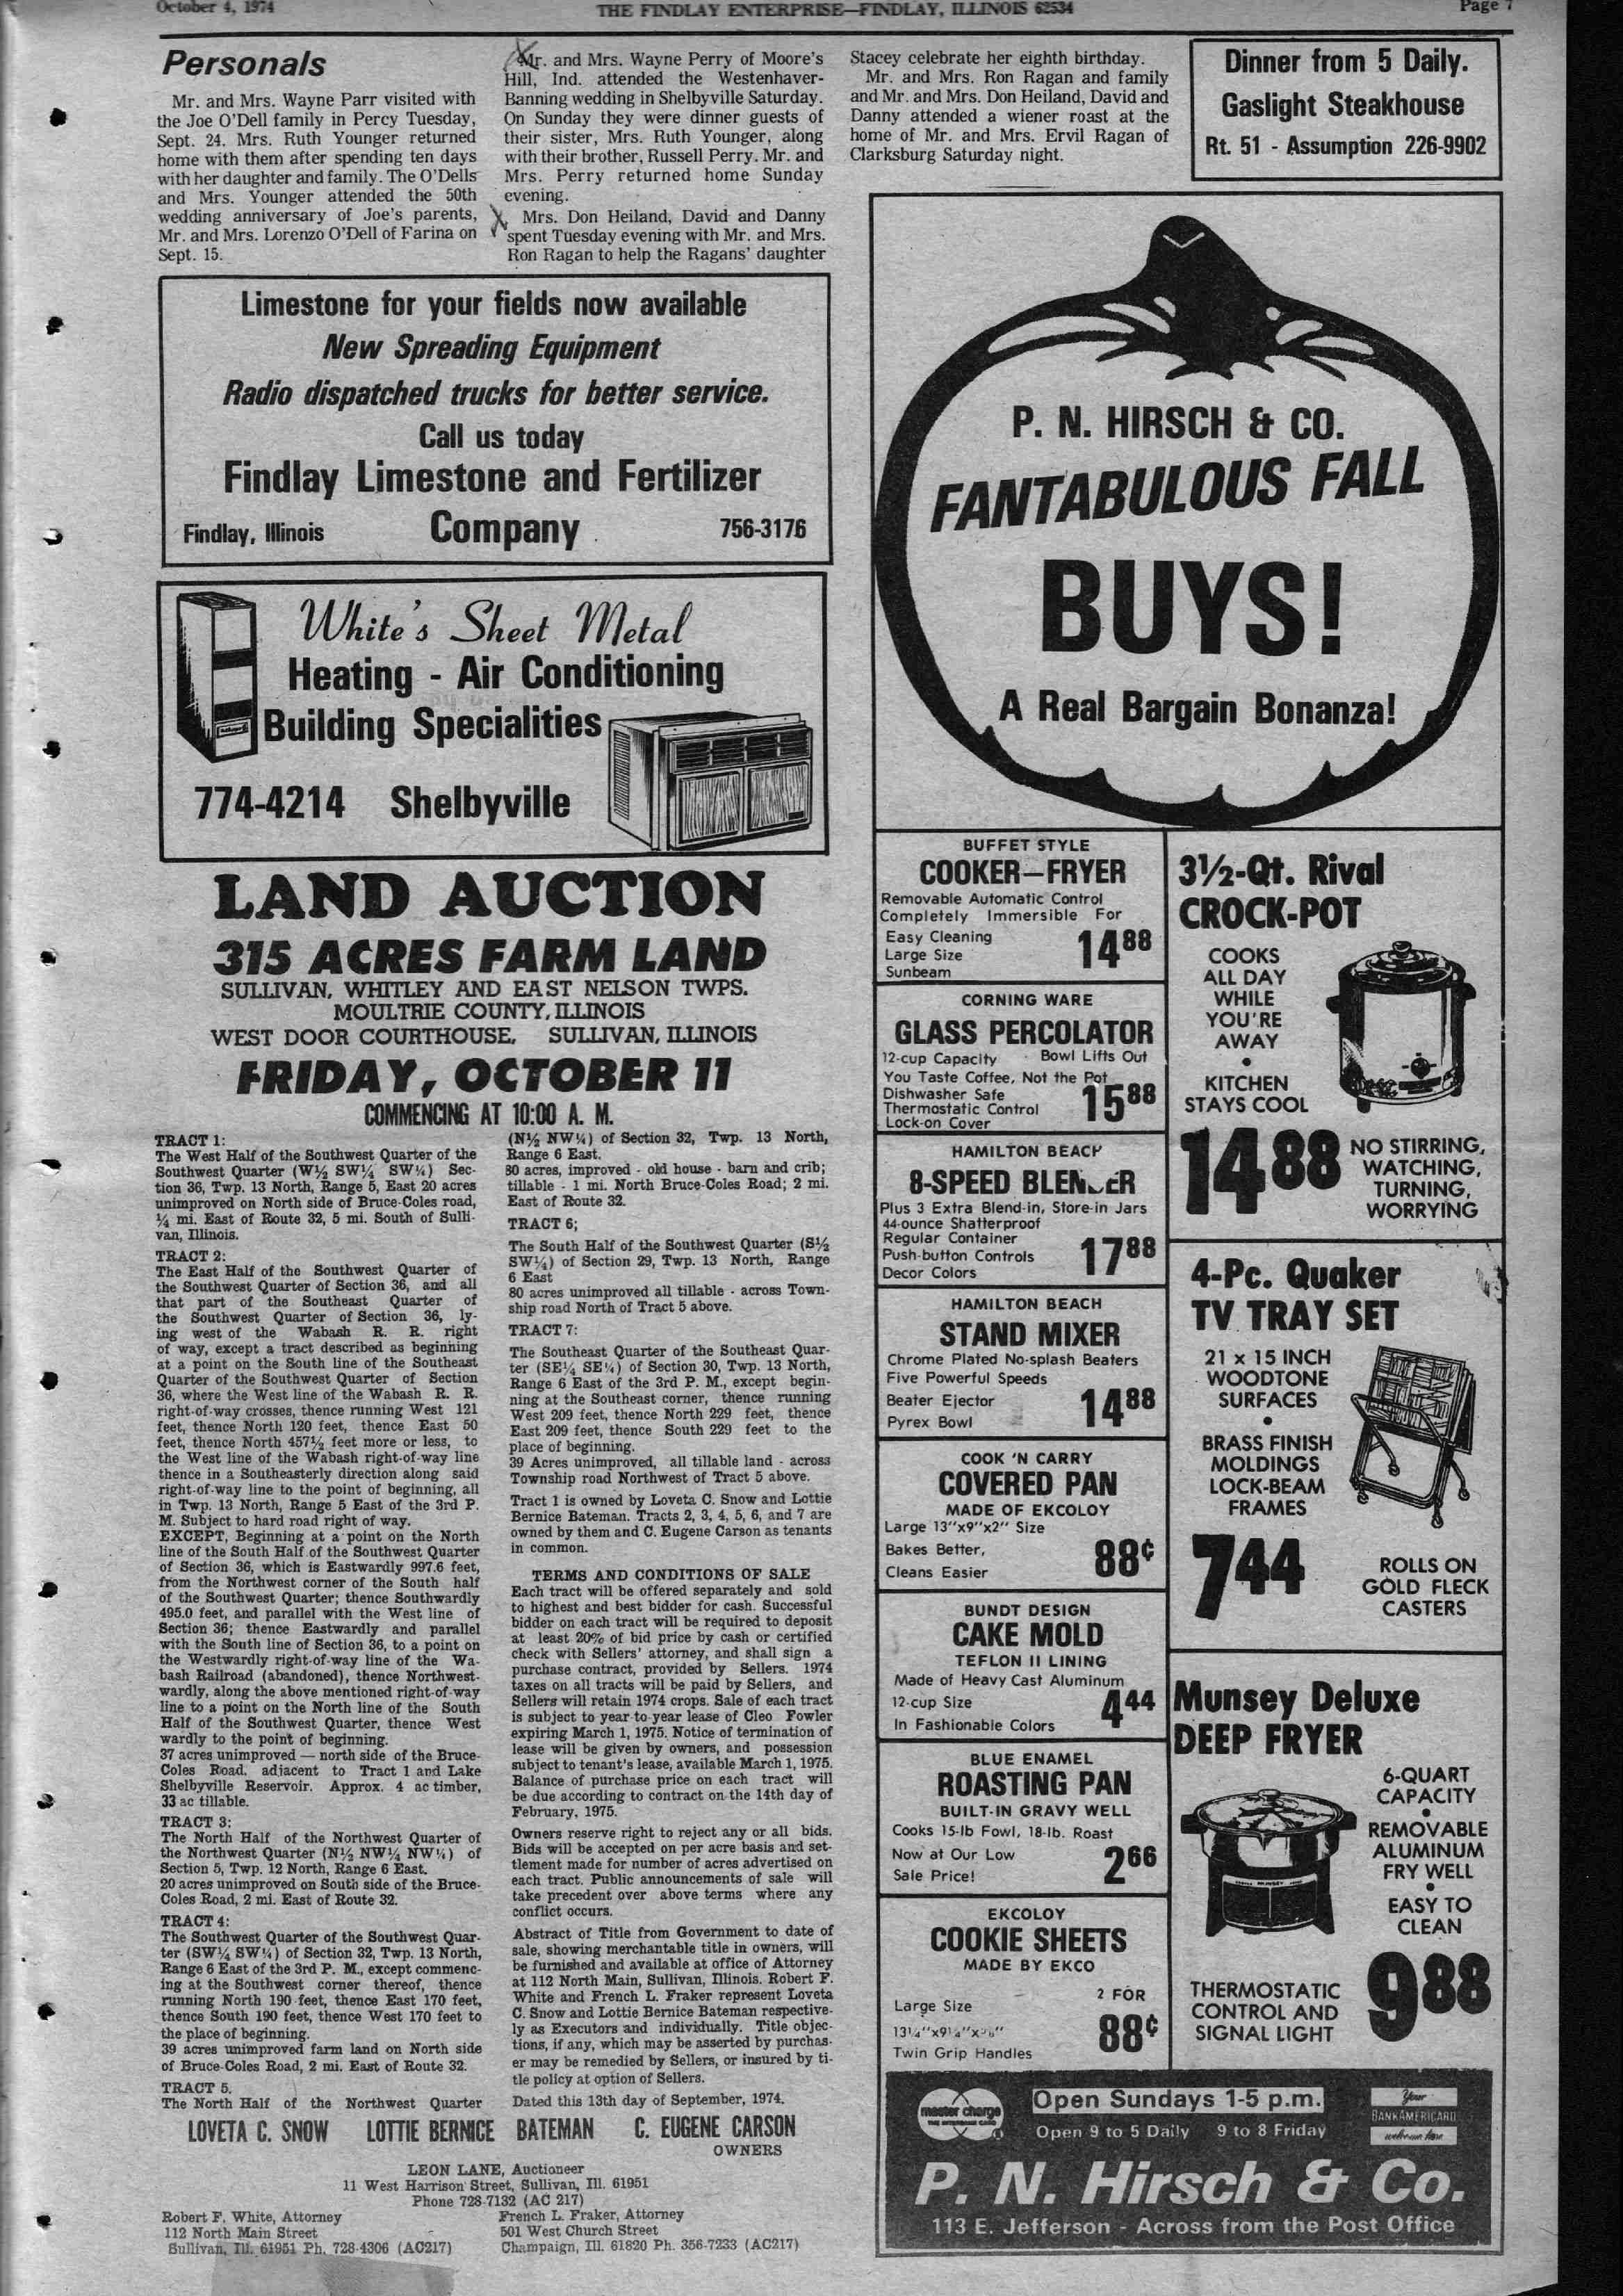 October 4, 1974
THE FINDLAY ENTERPRISE—FINDLAY, ILLINOIS 62534
Page 7
Personals
Mr. and Mrs. Wayne Parr visited with
the Joe O'Dell family in Percy Tuesday,
Sept. 24. Mrs. Ruth Younger returned
home with them after spending ten days
with her daughter and family. The O'Dells
and Mrs. Younger attended the 50th
wedding anniversary of Joe's parents,
Mr. and Mrs. Lorenzo O'Dell of Farina on
Sept. 15.
Mr. and Mrs. Wayne Perry of Moore's
Hill, Ind. attended the Westenhaver-
Banning wedding in Shelbyville Saturday.
On Sunday they were dinner guests of
their sister, Mrs. Ruth Younger, along
with their brother, Russell Perry. Mr. and
Mrs. Perry returned home Sunday
evening.
Mrs. Don Heiland, David and Danny
spent Tuesday evening with Mr. and Mrs.
Ron Ragan to help the Ragans' daughter
Stacey celebrate her eighth birthday.
Mr. and Mrs. Ron Ragan and family
and Mr. and Mrs. Don Heiland, David and
Danny attended a wiener roast at the
home of Mr. and Mrs. Ervil Ragan of
Clarksburg Saturday night.
Dinner from 5 Daily.
Gaslight Steakhouse
Rt. 51 - Assumption 226-9902
Limestone for your fields now available
New Spreading Equipment
Radio dispatched trucks for better service.
Call us today
Findlay Limestone and Fertilizer
Findlay, Illinois Company 756-3176
White's Sheet Metal
Heating - Air Conditioning
Building Specialities
774-4214 Shelbyville
LAND AUCTION
315 ACRES FARM LAND
SULLIVAN, WHITLEY AND EAST NELSON TWPS.
MOULTRIE COUNTY, ILLINOIS
WEST DOOR COURTHOUSE, SULLIVAN, ILLINOIS
FRIDAY, OCTOBER 11
COMMENCING AT 10:00 A. M.
TRACT 1:
The West Half of the Southwest Quarter of the
Southwest Quarter (W½ SW¼ SW¼) Sec-
tion 36, Twp. 13 North, Range 5, East 20 acres
unimproved on North side of Bruce-Coles road,
¼ mi. East of Route 32, 5 mi. South of Sulli-
van, Illinois.
TRACT 2:
The East Half of the Southwest Quarter of
the Southwest Quarter of Section 36, and all
that part of the Southeast Quarter of
the Southwest Quarter of Section 36, ly-
ing west of the Wabash R. R. right
of way, except a tract described as beginning
at a point on the South line of the Southeast
Quarter of the Southwest Quarter of Section
36, where the West line of the Wabash R. R.
right-of-way crosses, thence running West 121
feet, thence North 120 feet, thence East 50
feet, thence North 457½ feet more or less, to
the West line of the Wabash right-of-way line
thence in a Southeasterly direction along said
right-of-way line to the point of beginning, all
in Twp. 13 North, Range 5 East of the 3rd P.
M. Subject to hard road right of way.
EXCEPT, Beginning at a point on the North
line of the South Half of the Southwest Quarter
of Section 36, which is Eastwardly 997.6 feet,
from the Northwest corner of the South half
of the Southwest Quarter; thence Southwardly
495.0 feet, and parallel with the West line of
Section 36; thence Eastwardly and parallel
with the South line of Section 36, to a point on
the Westwardly right-of-way line of the Wa-
bash Railroad (abandoned), thence Northwest-
wardly, along the above mentioned right-of-way
line to a point on the North line of the South
Half of the Southwest Quarter, thence West
wardly to the point of beginning.
37 acres unimproved — north side of the Bruce-
Coles Road, adjacent to Tract 1 and Lake
Shelbyville Reservoir. Approx. 4 ac timber,
33 ac tillable.
TRACT 3:
The North Half of the Northwest Quarter of
the Northwest Quarter (N½ NW¼ NW¼) of
Section 5, Twp. 12 North, Range 6 East.
20 acres unimproved on South side of the Bruce-
Coles Road, 2 mi. East of Route 32.
TRACT 4:
The Southwest Quarter of the Southwest Quar-
ter (SW¼ SW¼) of Section 32, Twp. 13 North,
Range 6 East of the 3rd P. M., except commenc-
ing at the Southwest corner thereof, thence
running North 190 feet, thence East 170 feet,
thence South 190 feet, thence West 170 feet to
the place of beginning.
39 acres unimproved farm land on North side
of Bruce-Coles Road, 2 mi. East of Route 32.
TRACT 5.
The North Half of the Northwest Quarter
(N½ NW¼) of Section 32, Twp. 13 North,
Range 6 East.
80 acres, improved - old house - barn and crib;
tillable - 1 mi. North Bruce-Coles Road; 2 mi.
East of Route 32.
TRACT 6;
The South Half of the Southwest Quarter (S½
SW¼) of Section 29, Twp. 13 North, Range
6 East
80 acres unimproved all tillable - across Town-
ship road North of Tract 5 above.
TRACT 7:
The Southeast Quarter of the Southeast Quar-
ter (SE¼ SE¼) of Section 30, Twp. 13 North,
Range 6 East of the 3rd P. M., except begin-
ning at the Southeast corner, thence running
West 209 feet, thence North 229 feet, thence
East 209 feet, thence South 229 feet to the
place of beginning.
39 Acres unimproved, all tillable land - across
Township road Northwest of Tract 5 above.
Tract 1 is owned by Loveta C. Snow and Lottie
Bernice Bateman. Tracts 2, 3, 4, 5, 6, and 7 are
owned by them and C. Eugene Carson as tenants
in common.
TERMS AND CONDITIONS OF SALE
Each tract will be offered separately and sold
to highest and best bidder for cash. Successful
bidder on each tract will be required to deposit
at least 20% of bid price by cash or certified
check with Sellers' attorney, and shall sign a
purchase contract, provided by Sellers. 1974
taxes on all tracts will be paid by Sellers, and
Sellers will retain 1974 crops. Sale of each tract
is subject to year-to-year lease of Cleo Fowler
expiring March 1, 1975. Notice of termination of
lease will be given by owners, and possession
subject to tenant's lease, available March 1, 1975.
Balance of purchase price on each tract will
be due according to contract on the 14th day of
February, 1975.
Owners reserve right to reject any or all bids.
Bids will be accepted on per acre basis and set-
tlement made for number of acres advertised on
each tract. Public announcements of sale will
take precedent over above terms where any
conflict occurs.
Abstract of Title from Government to date of
sale, showing merchantable title in owners, will
be furnished and available at office of Attorney
at 112 North Main, Sullivan, Illinois. Robert F.
White and French L. Fraker represent Loveta
C. Snow and Lottie Bernice Bateman respective-
ly as Executors and individually. Title objec-
tions, if any, which may be asserted by purchas-
er may be remedied by Sellers, or insured by ti-
tle policy at option of Sellers.
Dated this 13th day of September, 1974.
LOVETA C. SNOW LOTTIE BERNICE BATEMAN C. EUGENE CARSON
OWNERS
LEON LANE, Auctioneer
11 West Harrison Street, Sullivan, Ill. 61951
Phone 728-7132 (AC 217)
Robert F. White, Attorney
112 North Main Street
Sullivan, Ill. 61951 Ph. 728-4306 (AC217)
French L. Fraker, Attorney
501 West Church Street
Champaign, Ill. 61820 Ph. 356-7233 (AC217)
P. N. HIRSCH & CO.
FANTABULOUS FALL
BUYS!
A Real Bargain Bonanza!
BUFFET STYLE
COOKER—FRYER
Removable Automatic Control
Completely Immersible For
Easy Cleaning
Large Size
Sunbeam
14 88
CORNING WARE
GLASS PERCOLATOR
12-cup Capacity Bowl Lifts Out
You Taste Coffee, Not the Pot
Dishwasher Safe
Thermostatic Control
Lock-on Cover
15 88
HAMILTON BEACH
8-SPEED BLENDER
Plus 3 Extra Blend-in, Store-in Jars
44-ounce Shatterproof
Regular Container
Push-button Controls
Decor Colors
17 88
HAMILTON BEACH
STAND MIXER
Chrome Plated No-splash Beaters
Five Powerful Speeds
Beater Ejector
Pyrex Bowl
14 88
COOK 'N CARRY
COVERED PAN
MADE OF EKCOLOY
Large 13"x9"x2" Size
Bakes Better,
Cleans Easier
88¢
BUNDT DESIGN
CAKE MOLD
TEFLON II LINING
Made of Heavy Cast Aluminum
12-cup Size
In Fashionable Colors
4 44
BLUE ENAMEL
ROASTING PAN
BUILT-IN GRAVY WELL
Cooks 15-lb Fowl, 18-lb. Roast
Now at Our Low
Sale Price!
2 66
EKCOLOY
COOKIE SHEETS
MADE BY EKCO
2 FOR
Large Size
88¢
Twin Grip Handles
3½-Qt. Rival
CROCK-POT
COOKS
ALL DAY
WHILE
YOU'RE
AWAY
•
KITCHEN
STAYS COOL
14 88
NO STIRRING,
WATCHING,
TURNING,
WORRYING
4-Pc. Quaker
TV TRAY SET
21 x 15 INCH
WOODTONE
SURFACES
•
BRASS FINISH
MOLDINGS
LOCK-BEAM
FRAMES
7 44
ROLLS ON
GOLD FLECK
CASTERS
Munsey Deluxe
DEEP FRYER
6-QUART
CAPACITY
•
REMOVABLE
ALUMINUM
FRY WELL
•
EASY TO
CLEAN
THERMOSTATIC
CONTROL AND
SIGNAL LIGHT
9 88
master charge
THE INTERBANK CARD
Open Sundays 1-5 p.m.
Open 9 to 5 Daily 9 to 8 Friday
Your
BANKAMERICARD
welcome here
P. N. Hirsch & Co.
113 E. Jefferson - Across from the Post Office